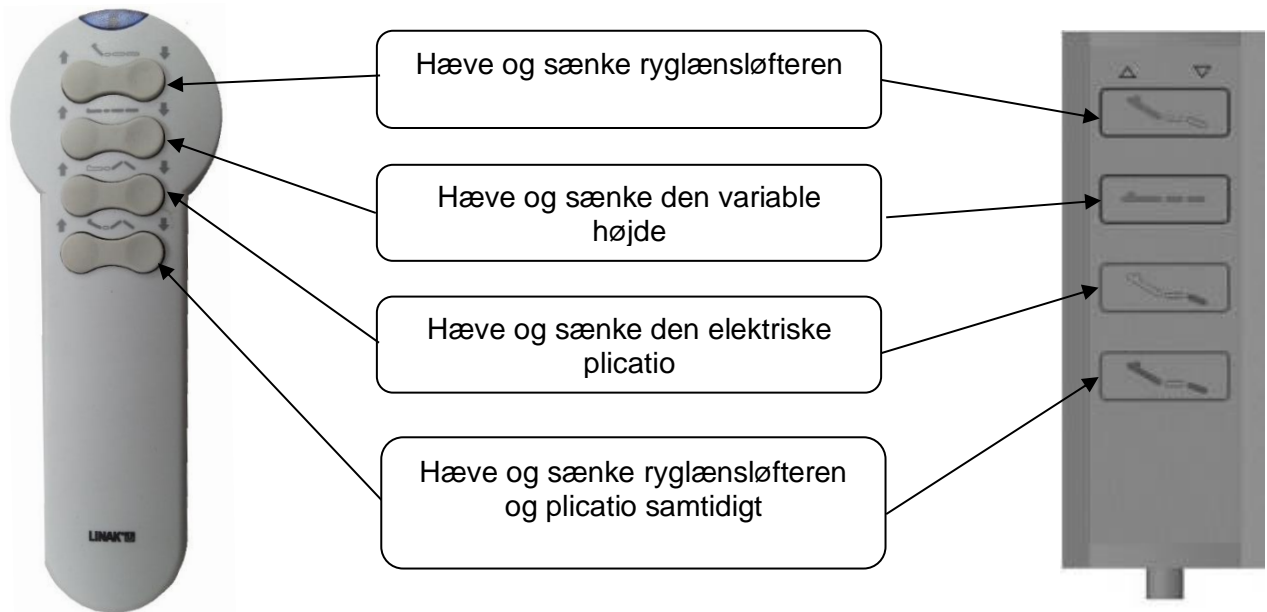 Hæve og sænke ryglænsløfteren
Hæve og sænke den variable
højde
Hæve og sænke den elektriske
plicatio
Hæve og sænke ryglænsløfteren
og plicatio samtidigt
LINAK